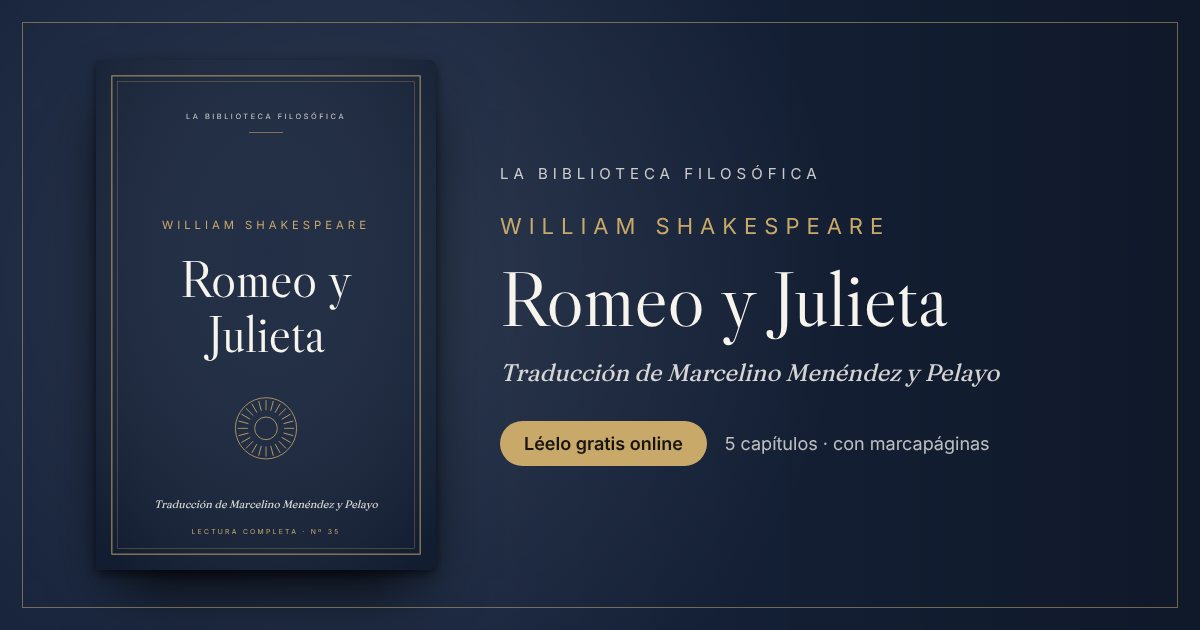 LA BIBLIOTECA FILOSÓFICA
WILLIAM SHAKESPEARE
Romeo y
Julieta
Traducción de Marcelino Menéndez y Pelayo
LECTURA COMPLETA · Nº 35
LA BIBLIOTECA FILOSÓFICA
WILLIAM SHAKESPEARE
Romeo y Julieta
Traducción de Marcelino Menéndez y Pelayo
Léelo gratis online
5 capítulos · con marcapáginas